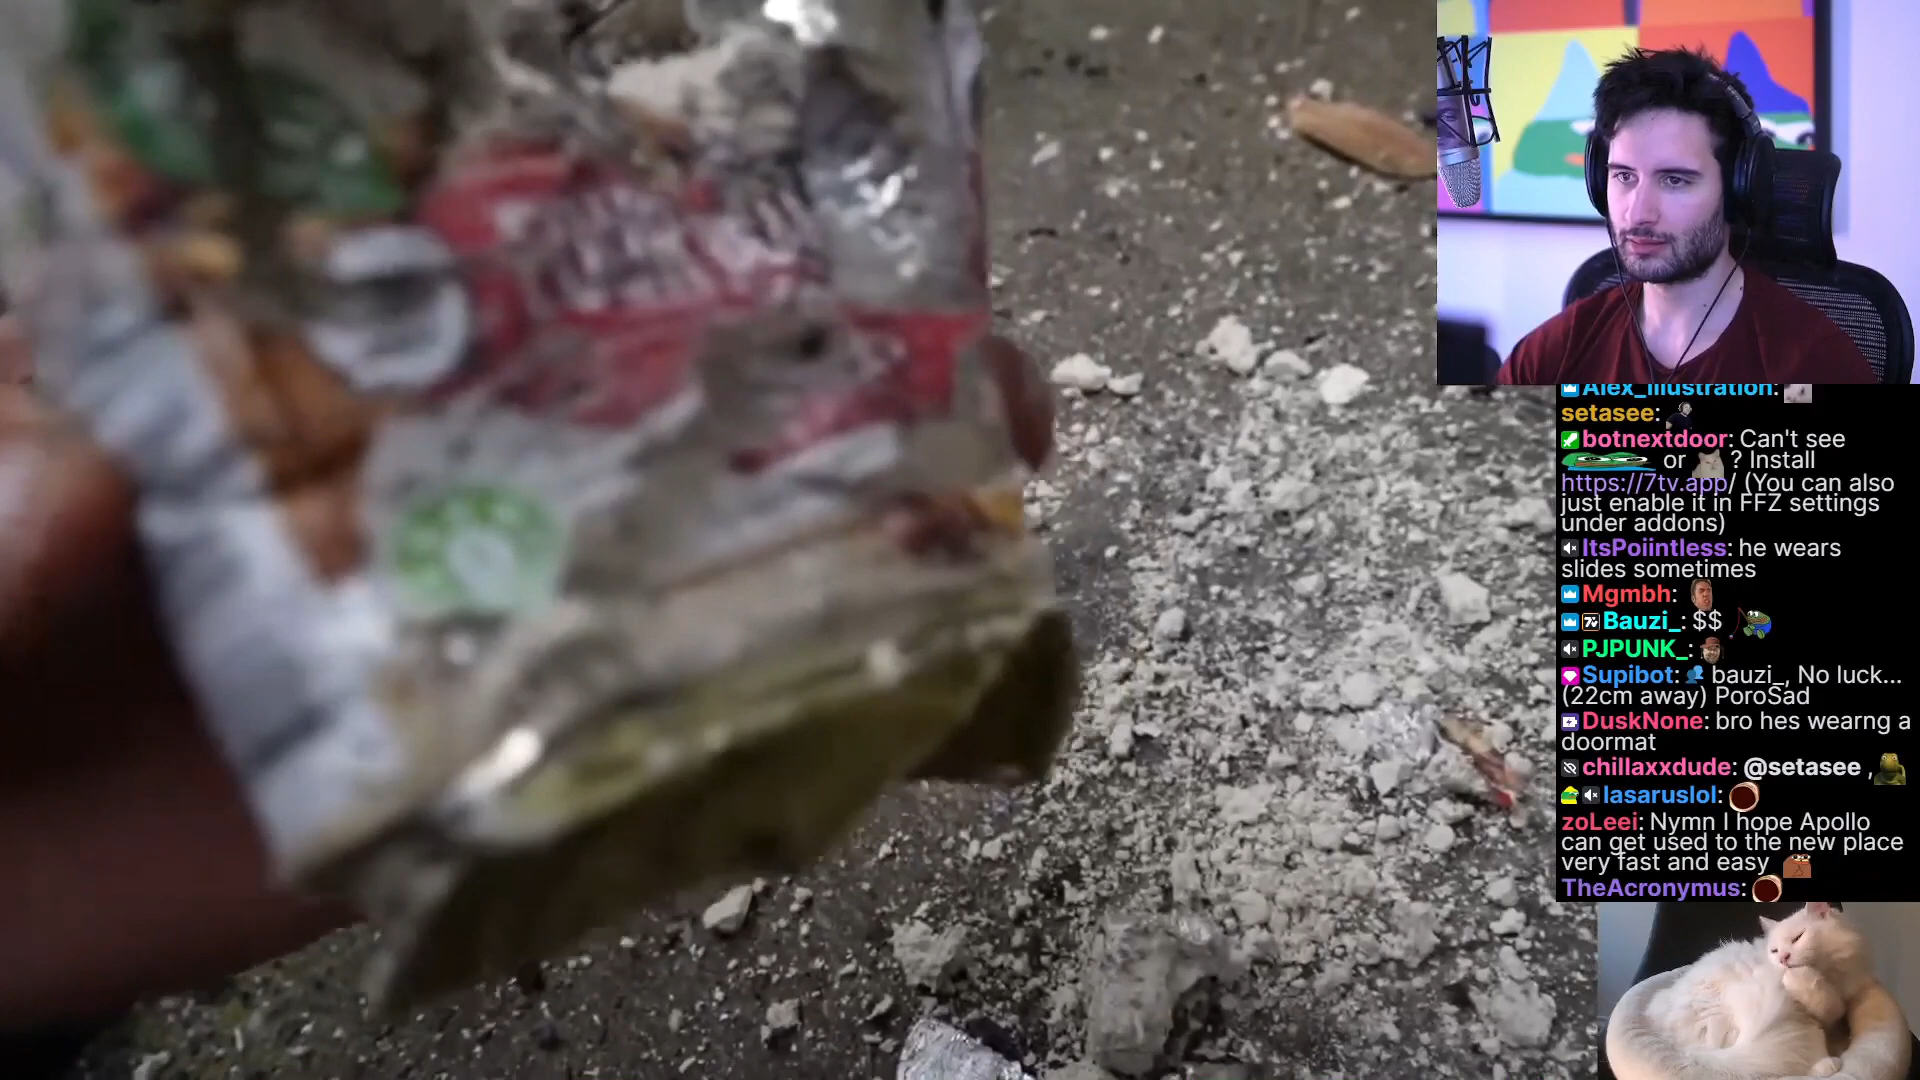 Alex_illustration:
setasee:
botnextdoor: Can't see
or ? Install
https://7tv.app/ (You can also
just enable it in FFZ settings
under addons)
ItsPoiintless: he wears
slides sometimes
Mgmbh:
Bauzi_: $$
PJPUNK_:
Supibot: bauzi_, No luck...
(22cm away) PoroSad
DuskNone: bro hes wearng a
doormat
chillaxxdude: @setasee ,
lasaruslol:
zoLeei: Nymn I hope Apollo
can get used to the new place
very fast and easy
TheAcronymus: